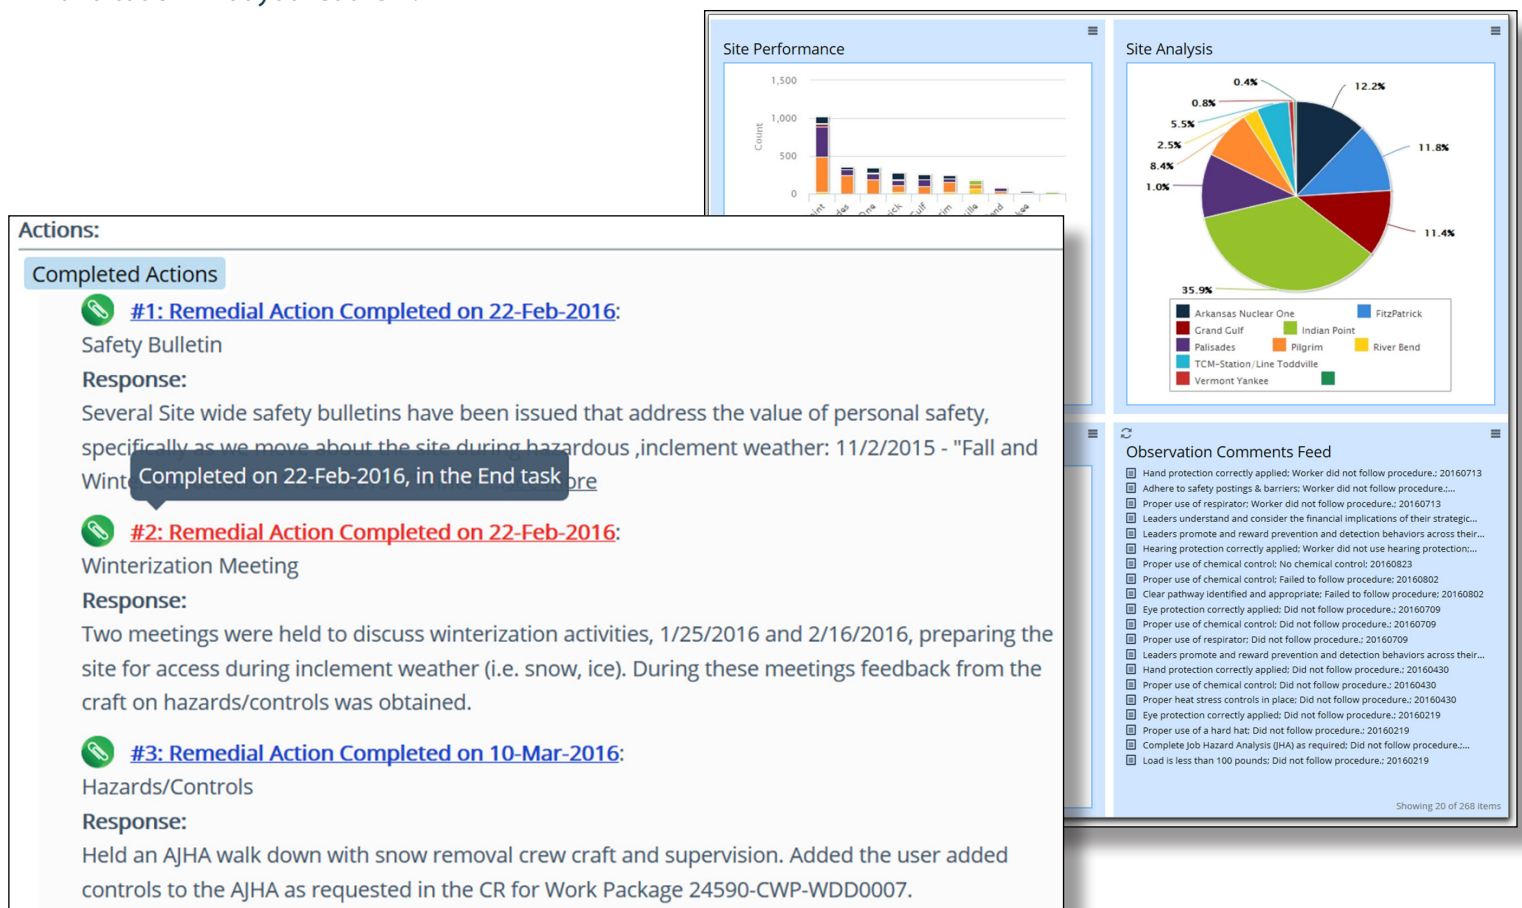 Site Performance
1,500
1,000
500
0
Count
Site Analysis
0.4%
12.2%
0.8%
5.5%
2.5%
8.4%
1.0%
11.8%
11.4%
35.9%
Arkansas Nuclear One
FitzPatrick
Grand Gulf
Indian Point
Palisades
Pilgrim
River Bend
TCM-Station/Line Toddville
Vermont Yankee
Actions:
Completed Actions
#1: Remedial Action Completed on 22-Feb-2016:
Safety Bulletin
Response:
Several Site wide safety bulletins have been issued that address the value of personal safety,
specifically as we move about the site during hazardous ,inclement weather: 11/2/2015 - "Fall and
Completed on 22-Feb-2016, in the End task
#2: Remedial Action Completed on 22-Feb-2016:
Winterization Meeting
Response:
Two meetings were held to discuss winterization activities, 1/25/2016 and 2/16/2016, preparing the
site for access during inclement weather (i.e. snow, ice). During these meetings feedback from the
craft on hazards/controls was obtained.
#3: Remedial Action Completed on 10-Mar-2016:
Hazards/Controls
Response:
Held an AJHA walk down with snow removal crew craft and supervision. Added the user added
controls to the AJHA as requested in the CR for Work Package 24590-CWP-WDD0007.
Observation Comments Feed
Hand protection correctly applied; Worker did not follow procedure.; 20160713
Adhere to safety postings & barriers; Worker did not follow procedure.;...
Proper use of respirator; Worker did not follow procedure.; 20160713
Leaders understand and consider the financial implications of their strategic...
Leaders promote and reward prevention and detection behaviors across their...
Hearing protection correctly applied; Worker did not use hearing protection;...
Proper use of chemical control; No chemical control; 20160823
Proper use of chemical control; Failed to follow procedure; 20160802
Clear pathway identified and appropriate; Failed to follow procedure; 20160802
Eye protection correctly applied; Did not follow procedure.; 20160709
Proper use of chemical control; Did not follow procedure.; 20160709
Proper use of respirator; Did not follow procedure.; 20160709
Leaders promote and reward prevention and detection behaviors across their...
Hand protection correctly applied; Did not follow procedure.; 20160430
Proper use of chemical control; Did not follow procedure.; 20160430
Proper heat stress controls in place; Did not follow procedure.; 20160430
Eye protection correctly applied; Did not follow procedure.; 20160219
Proper use of a hard hat; Did not follow procedure.; 20160219
Complete Job Hazard Analysis (JHA) as required; Did not follow procedure.;...
Load is less than 100 pounds; Did not follow procedure.; 20160219
Showing 20 of 268 items